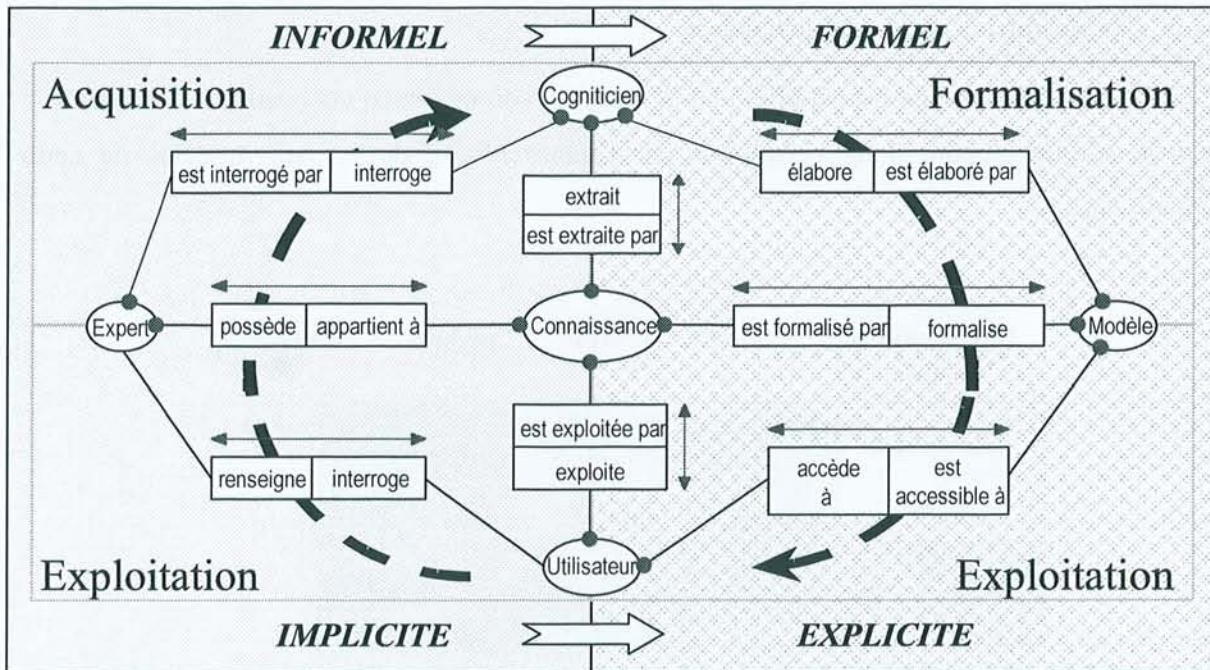 INFORMEL
FORMEL
Acquisition
Cogniticien
Formalisation
est interrogé par
interroge
élabore
est élaboré par
extrait
est extraite par
Expert
possède
appartient à
Connaissance
est formalisé par
formalise
Modèle
est exploitée par
exploite
renseigne
interroge
accède
à
est
accessible à
Exploitation
Utilisateur
Exploitation
IMPLICITE
EXPLICITE